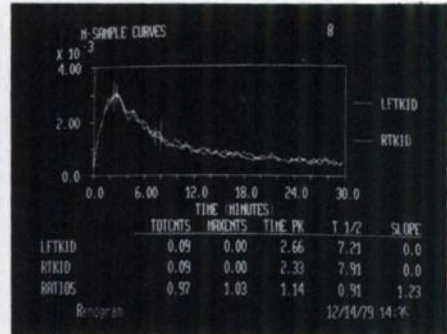 M-SAMPLE CURVES 8
X 10 -3
4.00
2.00
0.0
LFTKID
RTKID
0.0 6.00 12.0 18.0 24.0 30.0
TIME (MINUTES)
TOTCNTS MAXCNTS TIME PK T 1/2 SLOPE
LFTKID 0.09 0.00 2.66 7.21 0.0
RTKID 0.09 0.00 2.33 7.91 0.0
RATIOS 0.97 1.03 1.14 0.91 1.23
Renogram 12/14/79